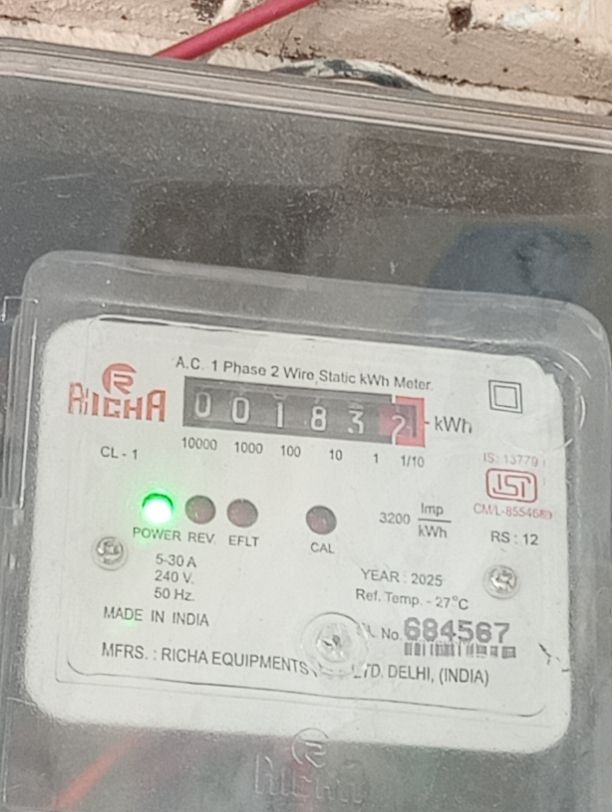 A.C. 1 Phase 2 Wire Static kWh Meter.
RICHA
0 0 1 8 3 2 kWh
10000 1000 100 10 1 1/10
CL - 1
IS: 13779
ISI
CM/L-8554689
3200 Imp/kWh
RS : 12
POWER REV. EFLT CAL
5-30 A
240 V.
50 Hz.
YEAR : 2025
Ref. Temp. - 27°C
MADE IN INDIA
No. 684567
MFRS. : RICHA EQUIPMENTS LTD. DELHI, (INDIA)
R
RICHA